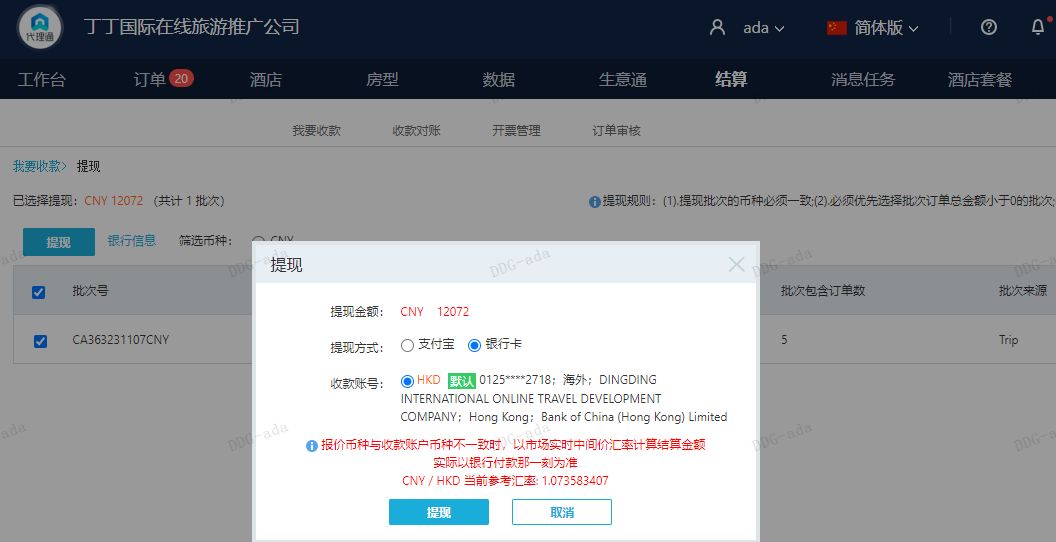 代理通
丁丁国际在线旅游推广公司
ada
简体版
工作台 订单 20 酒店 房型 数据 生意通 结算 消息任务 酒店套餐
我要收款 收款对账 开票管理 订单审核
我要收款> 提现
已选择提现: CNY 12072 (共计 1 批次)
提现规则: (1).提现批次的币种必须一致;(2).必须优先选择批次订单总金额小于0的批次;
提现 银行信息 筛选币种: CNY
批次号 批次包含订单数 批次来源
CA363231107CNY 5 Trip
提现
提现金额: CNY 12072
提现方式: 支付宝 银行卡
收款账号: HKD 默认 0125****2718; 海外; DINGDING
INTERNATIONAL ONLINE TRAVEL DEVELOPMENT
COMPANY; Hong Kong; Bank of China (Hong Kong) Limited
报价币种与收款账户币种不一致时, 以市场实时中间价汇率计算结算金额
实际以银行付款那一刻为准
CNY / HKD 当前参考汇率: 1.073583407
提现 取消
DDG-ada
DDG-ada
DDG-ada
DDG-ada
DDG-ada